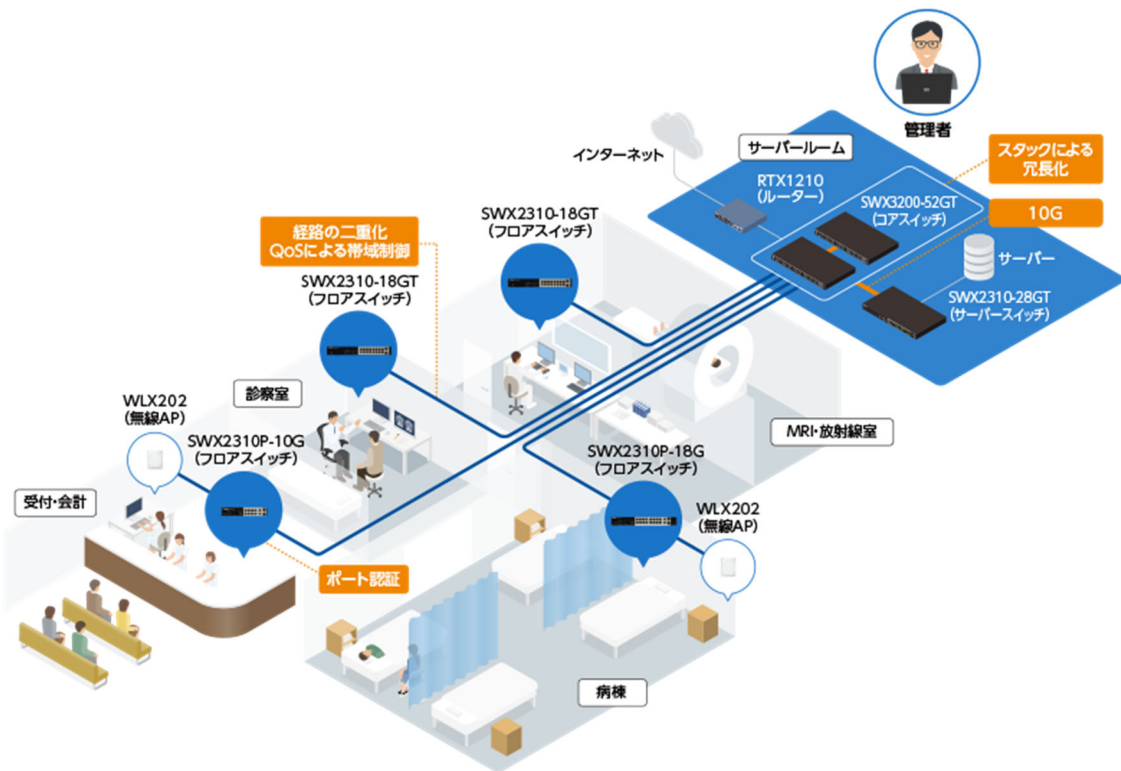 管理者
インターネット
サーバールーム
スタックによる
冗長化
RTX1210
(ルーター)
SWX3200-52GT
(コアスイッチ)
10G
サーバー
SWX2310-28GT
(サーバースイッチ)
SWX2310-18GT
(フロアスイッチ)
経路の二重化
QoSによる帯域制御
SWX2310-18GT
(フロアスイッチ)
診察室
WLX202
(無線AP)
SWX2310P-10G
(フロアスイッチ)
MRI・放射線室
SWX2310P-18G
(フロアスイッチ)
WLX202
(無線AP)
受付・会計
ポート認証
病棟